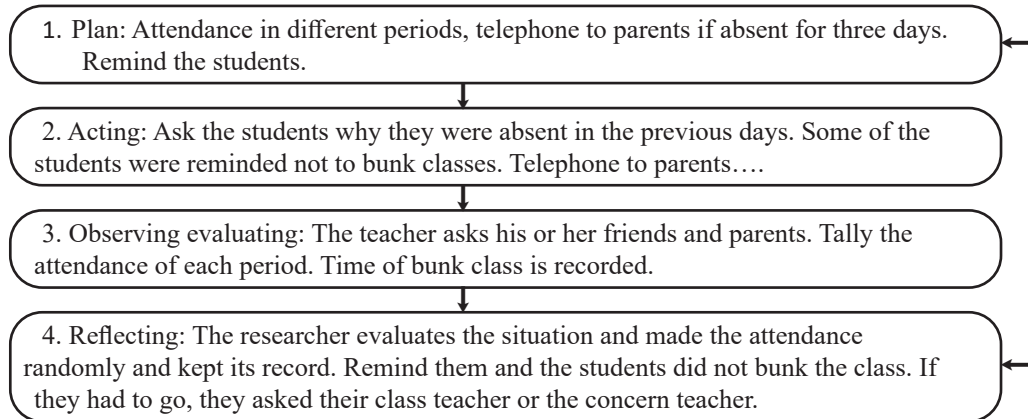 1. Plan: Attendance in different periods, telephone to parents if absent for three days.
Remind the students.
2. Acting: Ask the students why they were absent in the previous days. Some of the
students were reminded not to bunk classes. Telephone to parents….
3. Observing evaluating: The teacher asks his or her friends and parents. Tally the
attendance of each period. Time of bunk class is recorded.
4. Reflecting: The researcher evaluates the situation and made the attendance
randomly and kept its record. Remind them and the students did not bunk the class. If
they had to go, they asked their class teacher or the concern teacher.